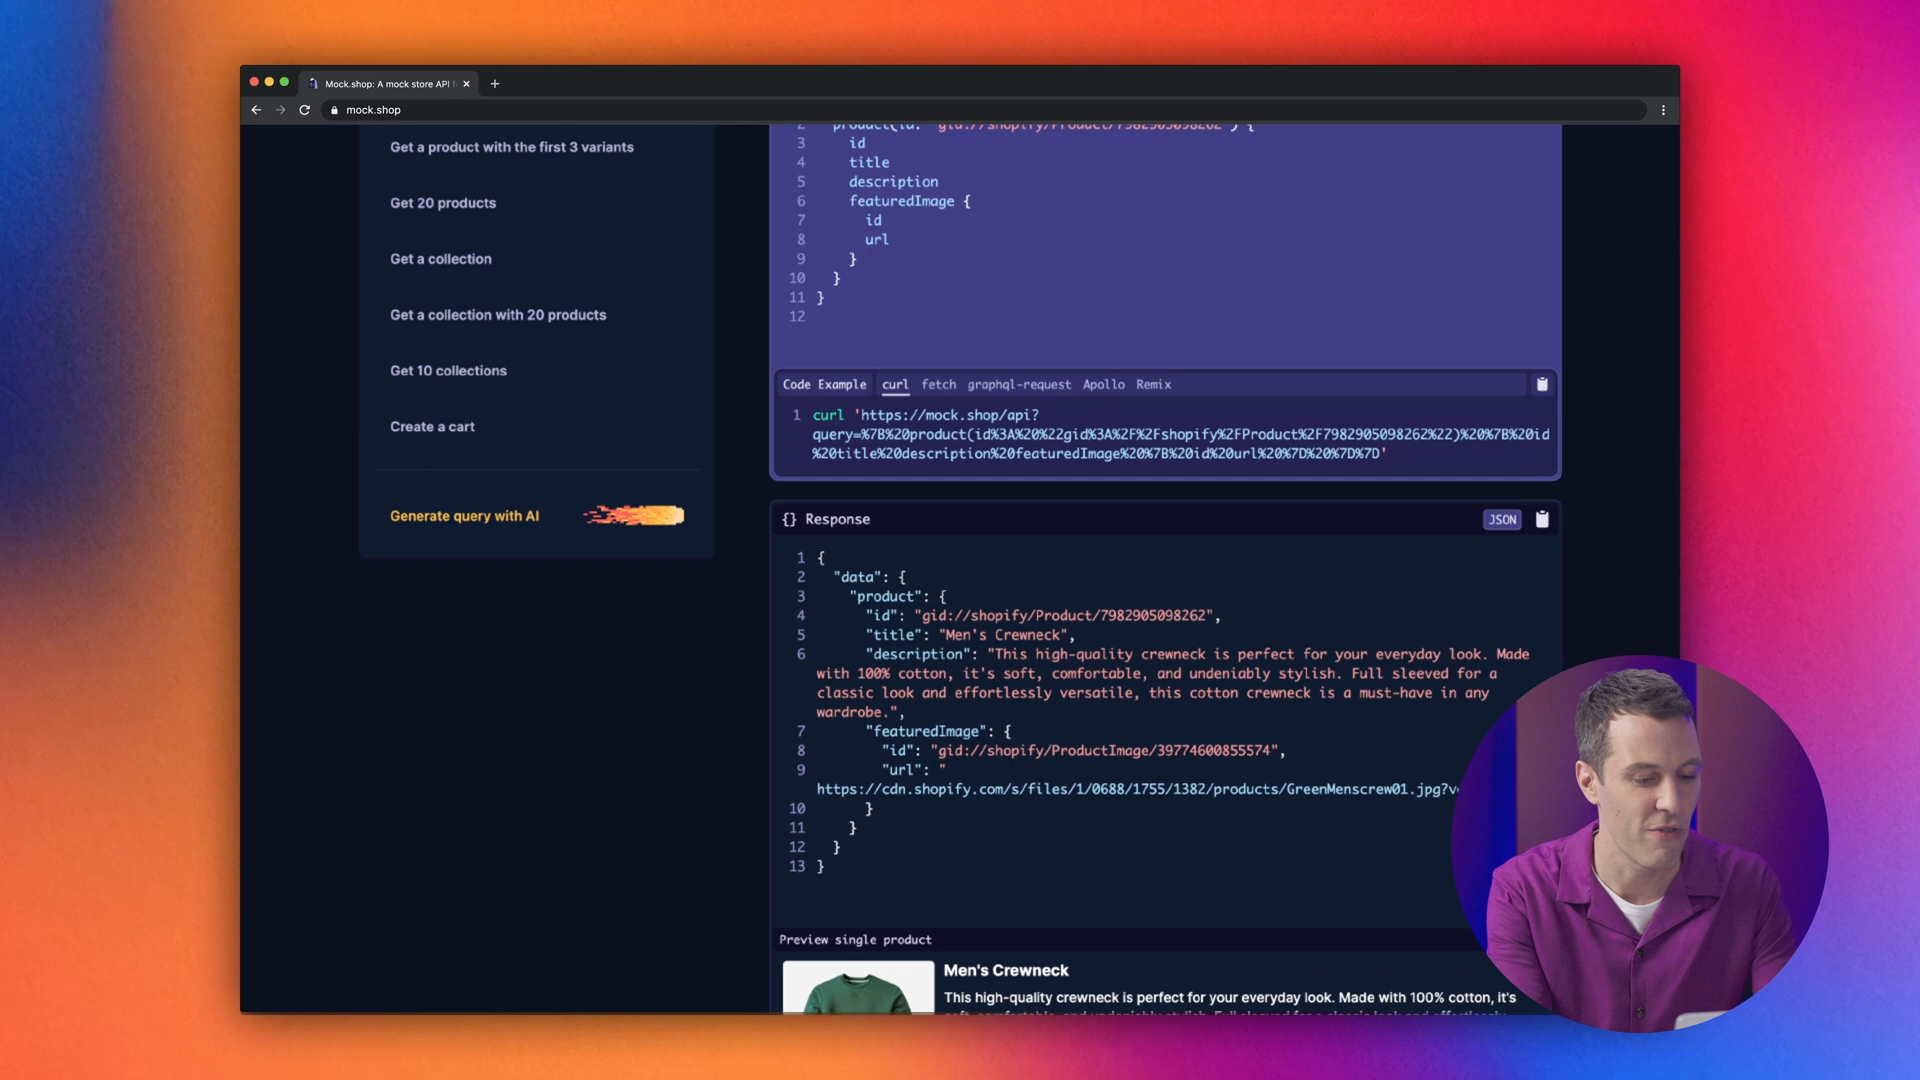 Mock.shop: A mock store API
mock.shop
Get a product with the first 3 variants
Get 20 products
Get a collection
Get a collection with 20 products
Get 10 collections
Create a cart
Generate query with AI
2 product(id: "gid://shopify/Product/7982905098262") {
3 id
4 title
5 description
6 featuredImage {
7 id
8 url
9 }
10 }
11 }
12
Code Example curl fetch graphql-request Apollo Remix
1 curl 'https://mock.shop/api?
query=%7B%20product(id%3A%20%22gid%3A%2F%2Fshopify%2FProduct%2F7982905098262%22)%20%7B%20id
%20title%20description%20featuredImage%20%7B%20id%20url%20%7D%20%7D%7D'
{} Response JSON
1 {
2 "data": {
3 "product": {
4 "id": "gid://shopify/Product/7982905098262",
5 "title": "Men's Crewneck",
6 "description": "This high-quality crewneck is perfect for your everyday look. Made
with 100% cotton, it's soft, comfortable, and undeniably stylish. Full sleeved for a
classic look and effortlessly versatile, this cotton crewneck is a must-have in any
wardrobe.",
7 "featuredImage": {
8 "id": "gid://shopify/ProductImage/39774600855574",
9 "url": "
https://cdn.shopify.com/s/files/1/0688/1755/1382/products/GreenMenscrew01.jpg?v
10 }
11 }
12 }
13 }
Preview single product
Men's Crewneck
This high-quality crewneck is perfect for your everyday look. Made with 100% cotton, it's